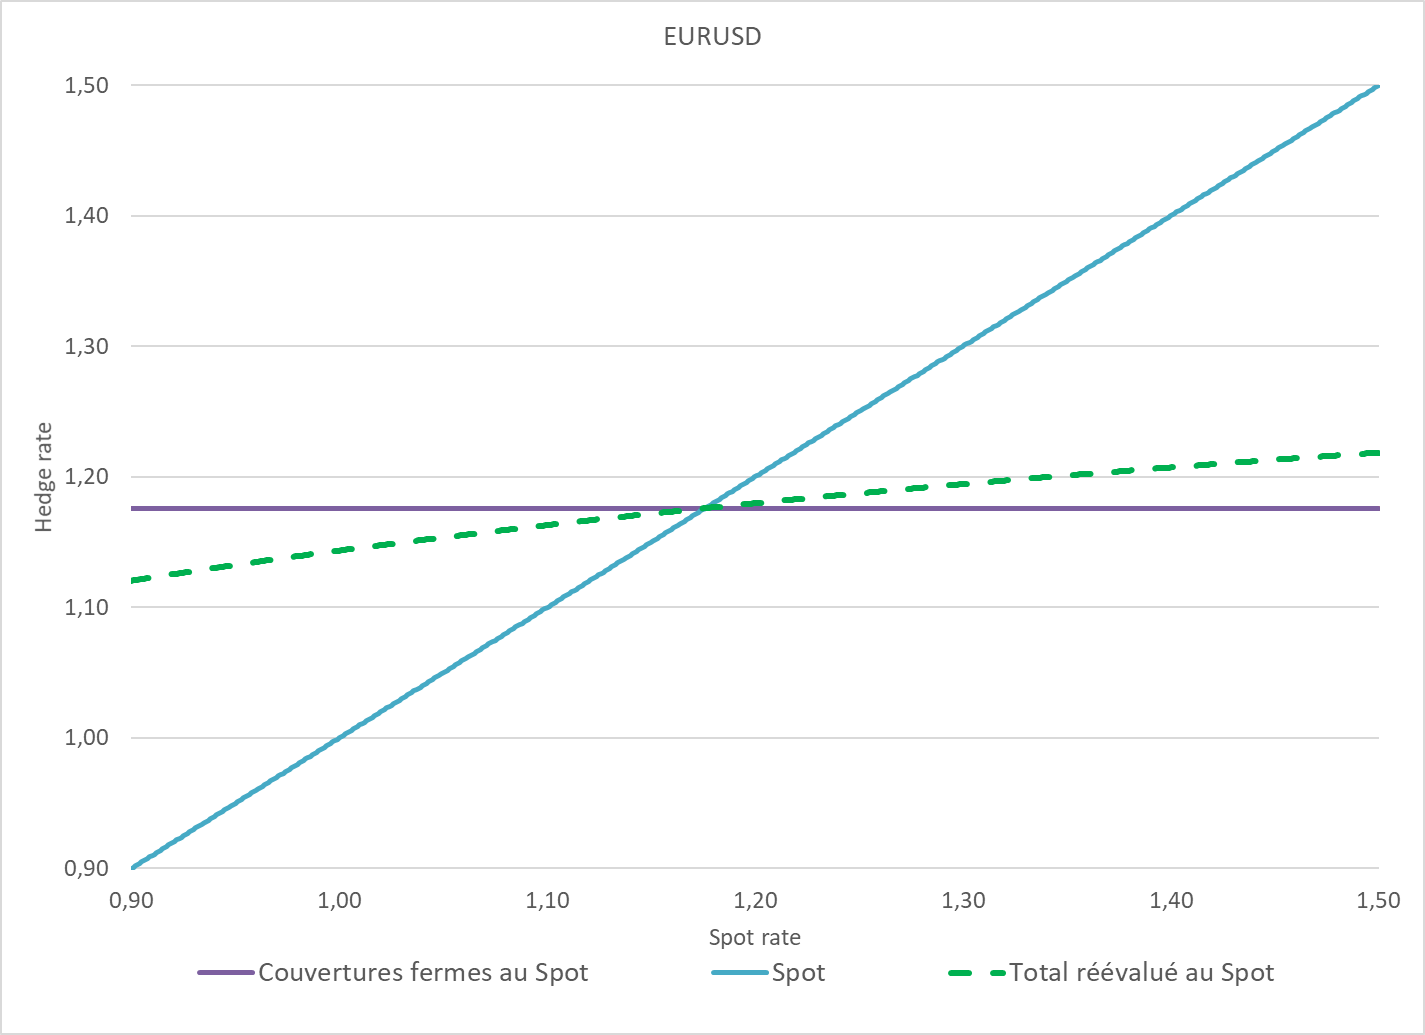 EURUSD
1,50
1,40
1,30
1,20
1,10
1,00
0,90
Hedge rate
0,90 1,00 1,10 1,20 1,30 1,40 1,50
Spot rate
Couvertures fermes au Spot Spot Total réévalué au Spot